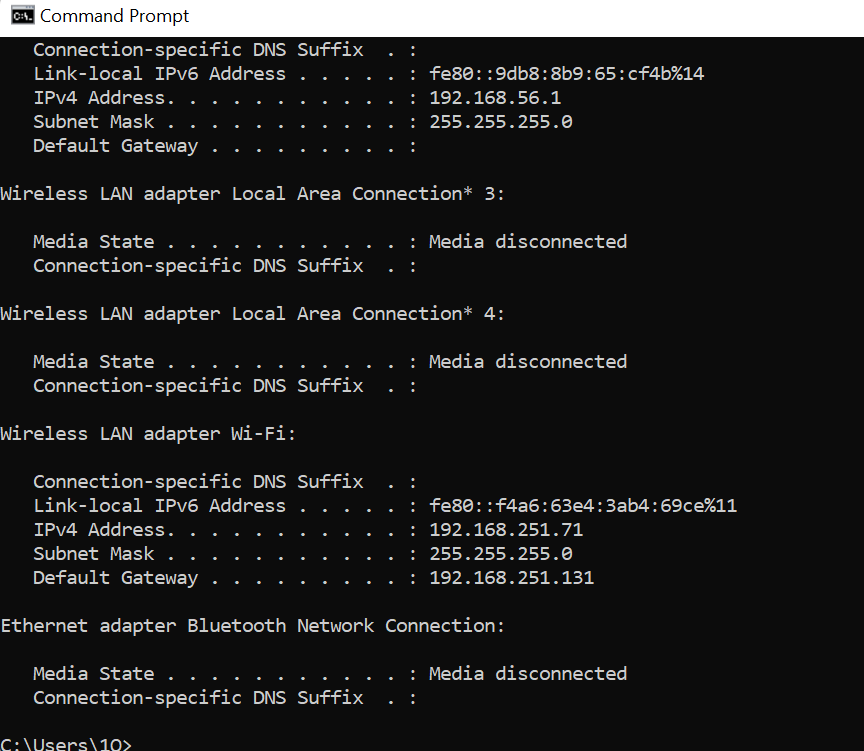 Command Prompt
Connection-specific DNS Suffix  . :
Link-local IPv6 Address . . . . . : fe80::9db8:8b9:65:cf4b%14
IPv4 Address. . . . . . . . . . . : 192.168.56.1
Subnet Mask . . . . . . . . . . . : 255.255.255.0
Default Gateway . . . . . . . . . :
Wireless LAN adapter Local Area Connection* 3:
Media State . . . . . . . . . . . : Media disconnected
Connection-specific DNS Suffix  . :
Wireless LAN adapter Local Area Connection* 4:
Media State . . . . . . . . . . . : Media disconnected
Connection-specific DNS Suffix  . :
Wireless LAN adapter Wi-Fi:
Connection-specific DNS Suffix  . :
Link-local IPv6 Address . . . . . : fe80::f4a6:63e4:3ab4:69ce%11
IPv4 Address. . . . . . . . . . . : 192.168.251.71
Subnet Mask . . . . . . . . . . . : 255.255.255.0
Default Gateway . . . . . . . . . : 192.168.251.131
Ethernet adapter Bluetooth Network Connection:
Media State . . . . . . . . . . . : Media disconnected
Connection-specific DNS Suffix  . :
C:\Users\1O>